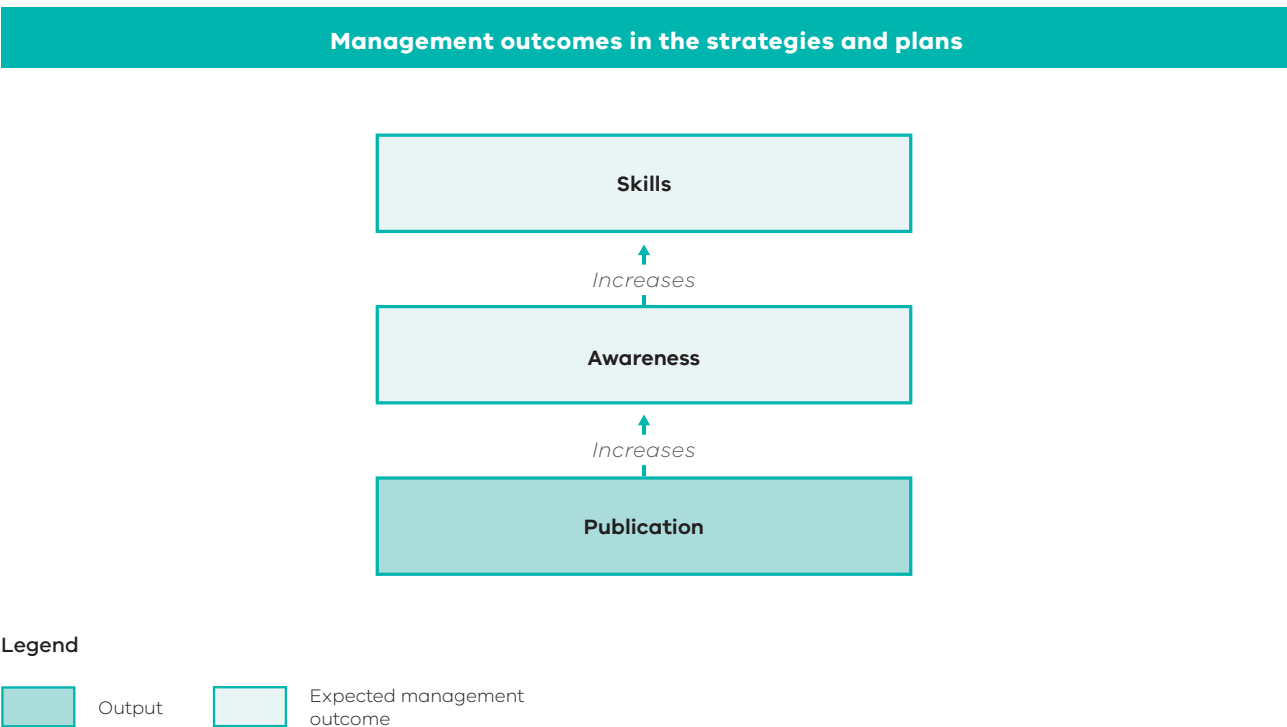 Management outcomes in the strategies and plans
Skills
Increases
Awareness
Increases
Publication
Legend
Output
Expected management
outcome